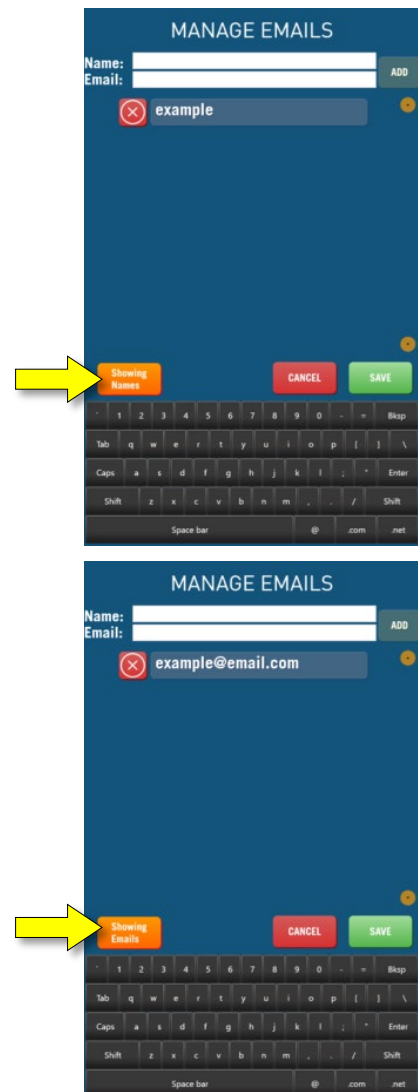 MANAGE EMAILS
Name:
Email:
ADD
example
Showing
Names
CANCEL
SAVE
` 1 2 3 4 5 6 7 8 9 0 - = Bksp
Tab q w e r t y u i o p [ ] \
Caps a s d f g h j k l ; ' Enter
Shift z x c v b n m , . / Shift
Space bar @ .com .net
MANAGE EMAILS
Name:
Email:
ADD
example@email.com
Showing
Emails
CANCEL
SAVE
` 1 2 3 4 5 6 7 8 9 0 - = Bksp
Tab q w e r t y u i o p [ ] \
Caps a s d f g h j k l ; ' Enter
Shift z x c v b n m , . / Shift
Space bar @ .com .net